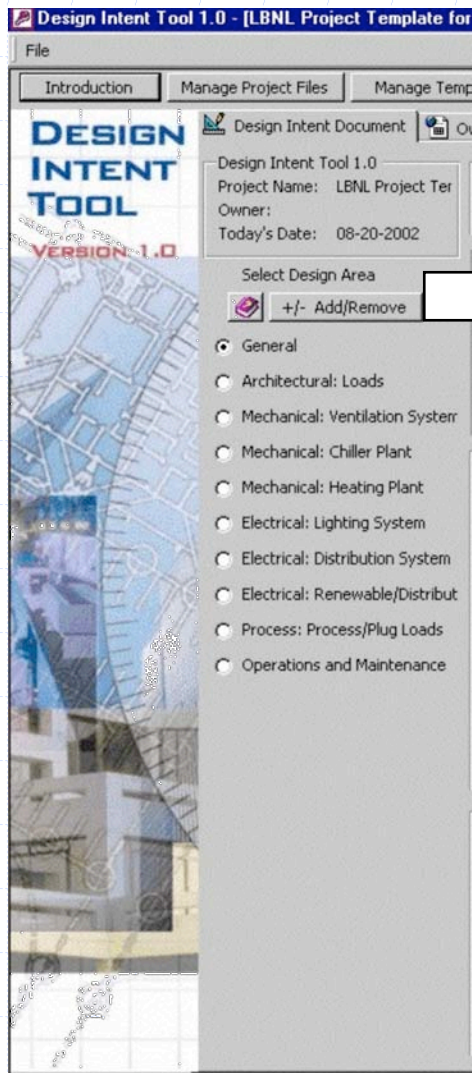 Design Intent Tool 1.0 - [LBNL Project Template for
File
Introduction Manage Project Files Manage Temp
DESIGN
INTENT
TOOL
VERSION 1.0
Design Intent Document Ow
Design Intent Tool 1.0
Project Name: LBNL Project Ter
Owner:
Today's Date: 08-20-2002
Select Design Area
+/- Add/Remove
General
Architectural: Loads
Mechanical: Ventilation System
Mechanical: Chiller Plant
Mechanical: Heating Plant
Electrical: Lighting System
Electrical: Distribution System
Electrical: Renewable/Distribut
Process: Process/Plug Loads
Operations and Maintenance